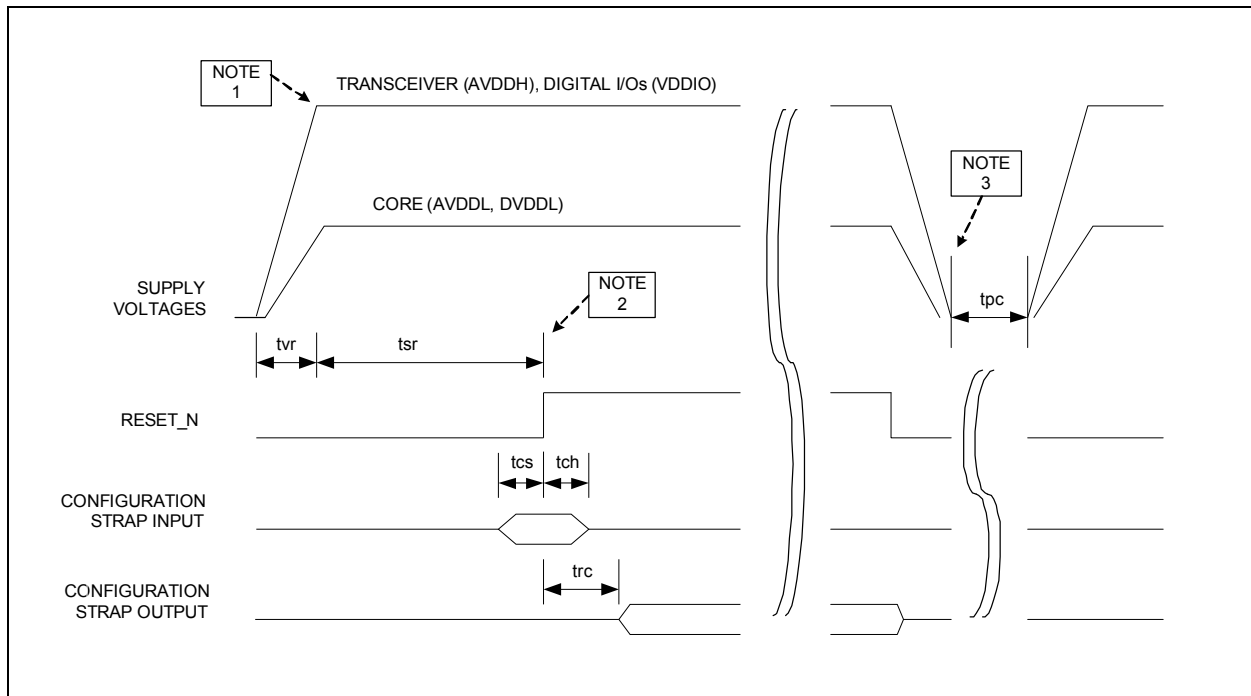 NOTE
1
TRANSCEIVER (AVDDH), DIGITAL I/Os (VDDIO)
NOTE
3
CORE (AVDDL, DVDDL)
SUPPLY
VOLTAGES
NOTE
2
tpc
tvr
tsr
RESET_N
tcs
tch
CONFIGURATION
STRAP INPUT
trc
CONFIGURATION
STRAP OUTPUT